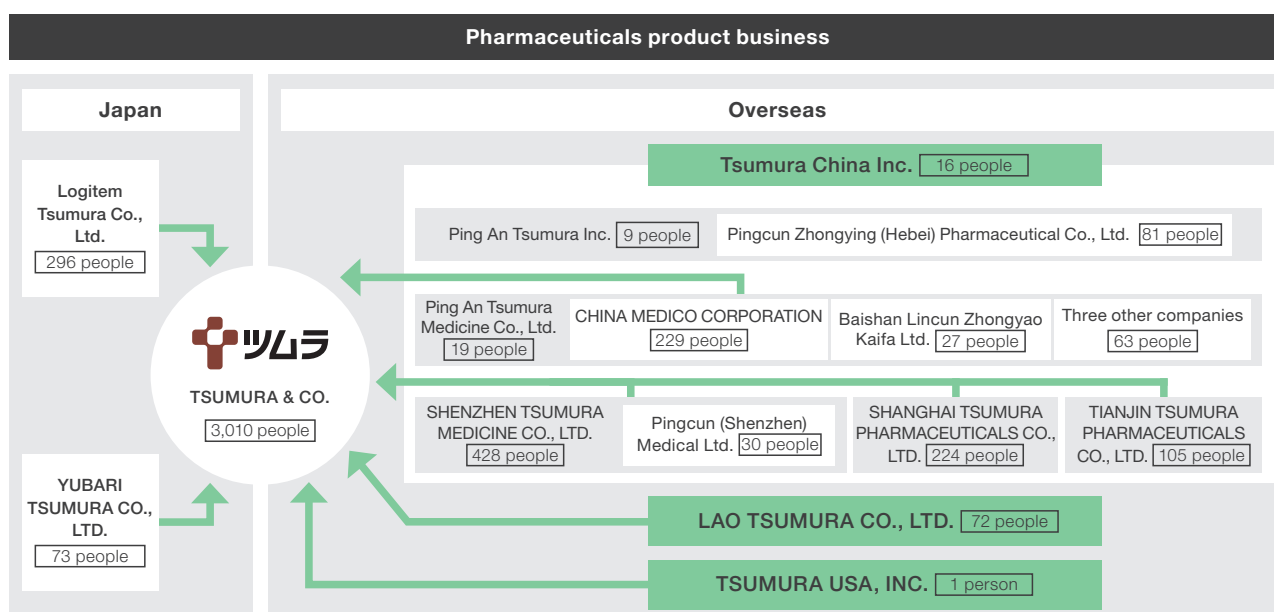 Pharmaceuticals product business
Japan
Overseas
Logitem
Tsumura Co.,
Ltd.
296 people
ツムラ
TSUMURA & CO.
3,010 people
YUBARI
TSUMURA CO.,
LTD.
73 people
Tsumura China Inc. 16 people
Ping An Tsumura Inc. 9 people
Pingcun Zhongying (Hebei) Pharmaceutical Co., Ltd. 81 people
Ping An Tsumura
Medicine Co., Ltd.
19 people
CHINA MEDICO CORPORATION
229 people
Baishan Lincun Zhongyao
Kaifa Ltd. 27 people
Three other companies
63 people
SHENZHEN TSUMURA
MEDICINE CO., LTD.
428 people
Pingcun (Shenzhen)
Medical Ltd. 30 people
SHANGHAI TSUMURA
PHARMACEUTICALS CO.,
LTD. 224 people
TIANJIN TSUMURA
PHARMACEUTICALS
CO., LTD. 105 people
LAO TSUMURA CO., LTD. 72 people
TSUMURA USA, INC. 1 person